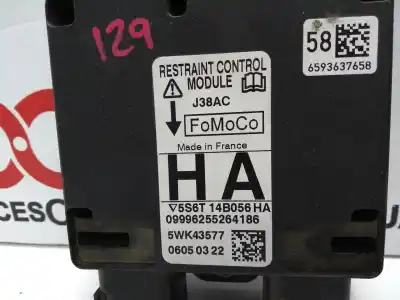 129
58
6593637658
RESTRAINT CONTROL
MODULE
J38AC
FoMoCo
Made in France
HA
5S6T 14B056 HA
09996255264186
5WK43577
0605 03 22